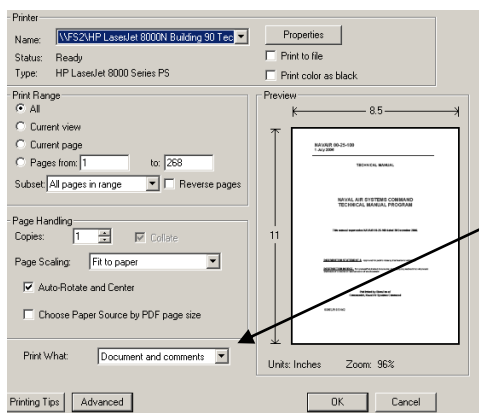 Printer
Name: \\FS2\HP LaserJet 8000N Building 90 Tec
Properties
Status: Ready
Print to file
Type: HP LaserJet 8000 Series PS
Print color as black
Print Range
All
Current view
Current page
Pages from: 1 to: 268
Subset: All pages in range
Reverse pages
Page Handling
Copies: 1
Collate
Page Scaling: Fit to paper
Auto-Rotate and Center
Choose Paper Source by PDF page size
Print What: Document and comments
Preview
8.5
11
NAVAIR 00-25-100
TECHNICAL MANUAL
NAVAL AIR SYSTEMS COMMAND
TECHNICAL MANUAL PROGRAM
Units: Inches Zoom: 96%
Printing Tips
Advanced
OK
Cancel